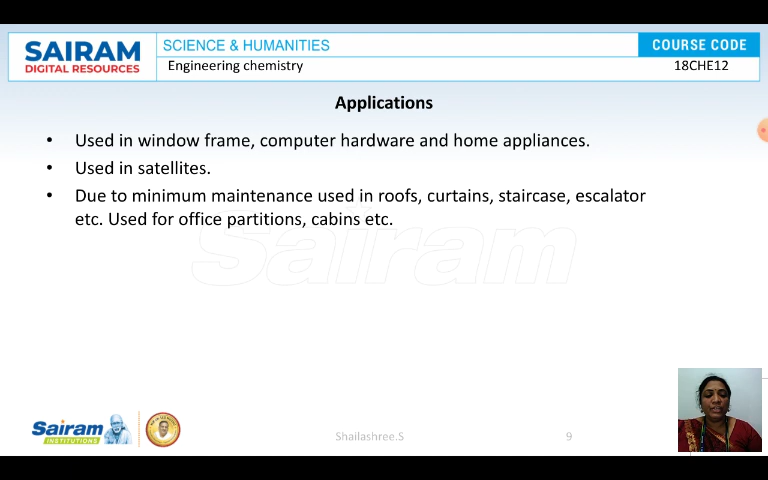 SAIRAM
DIGITAL RESOURCES
SCIENCE & HUMANITIES
COURSE CODE
Engineering chemistry
18CHE12
Applications
• Used in window frame, computer hardware and home appliances.
• Used in satellites.
• Due to minimum maintenance used in roofs, curtains, staircase, escalator
etc. Used for office partitions, cabins etc.
Sairam
Sairam
INSTITUTIONS
Shailashree.S
9